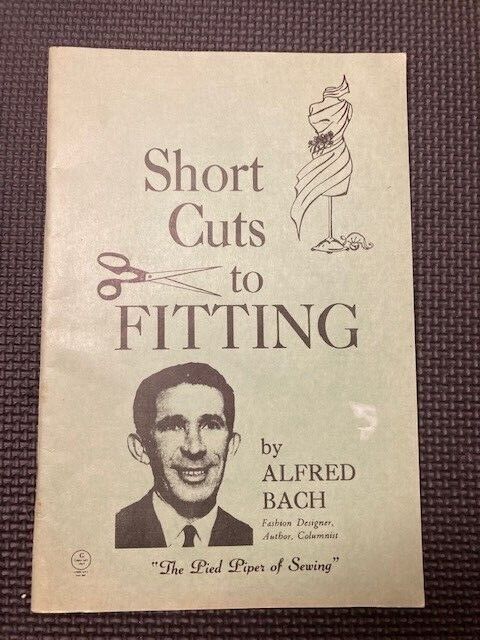 Short
Cuts
to
FITTING
by
ALFRED
BACH
Fashion Designer,
Author, Columnist
"The Pied Piper of Sewing"